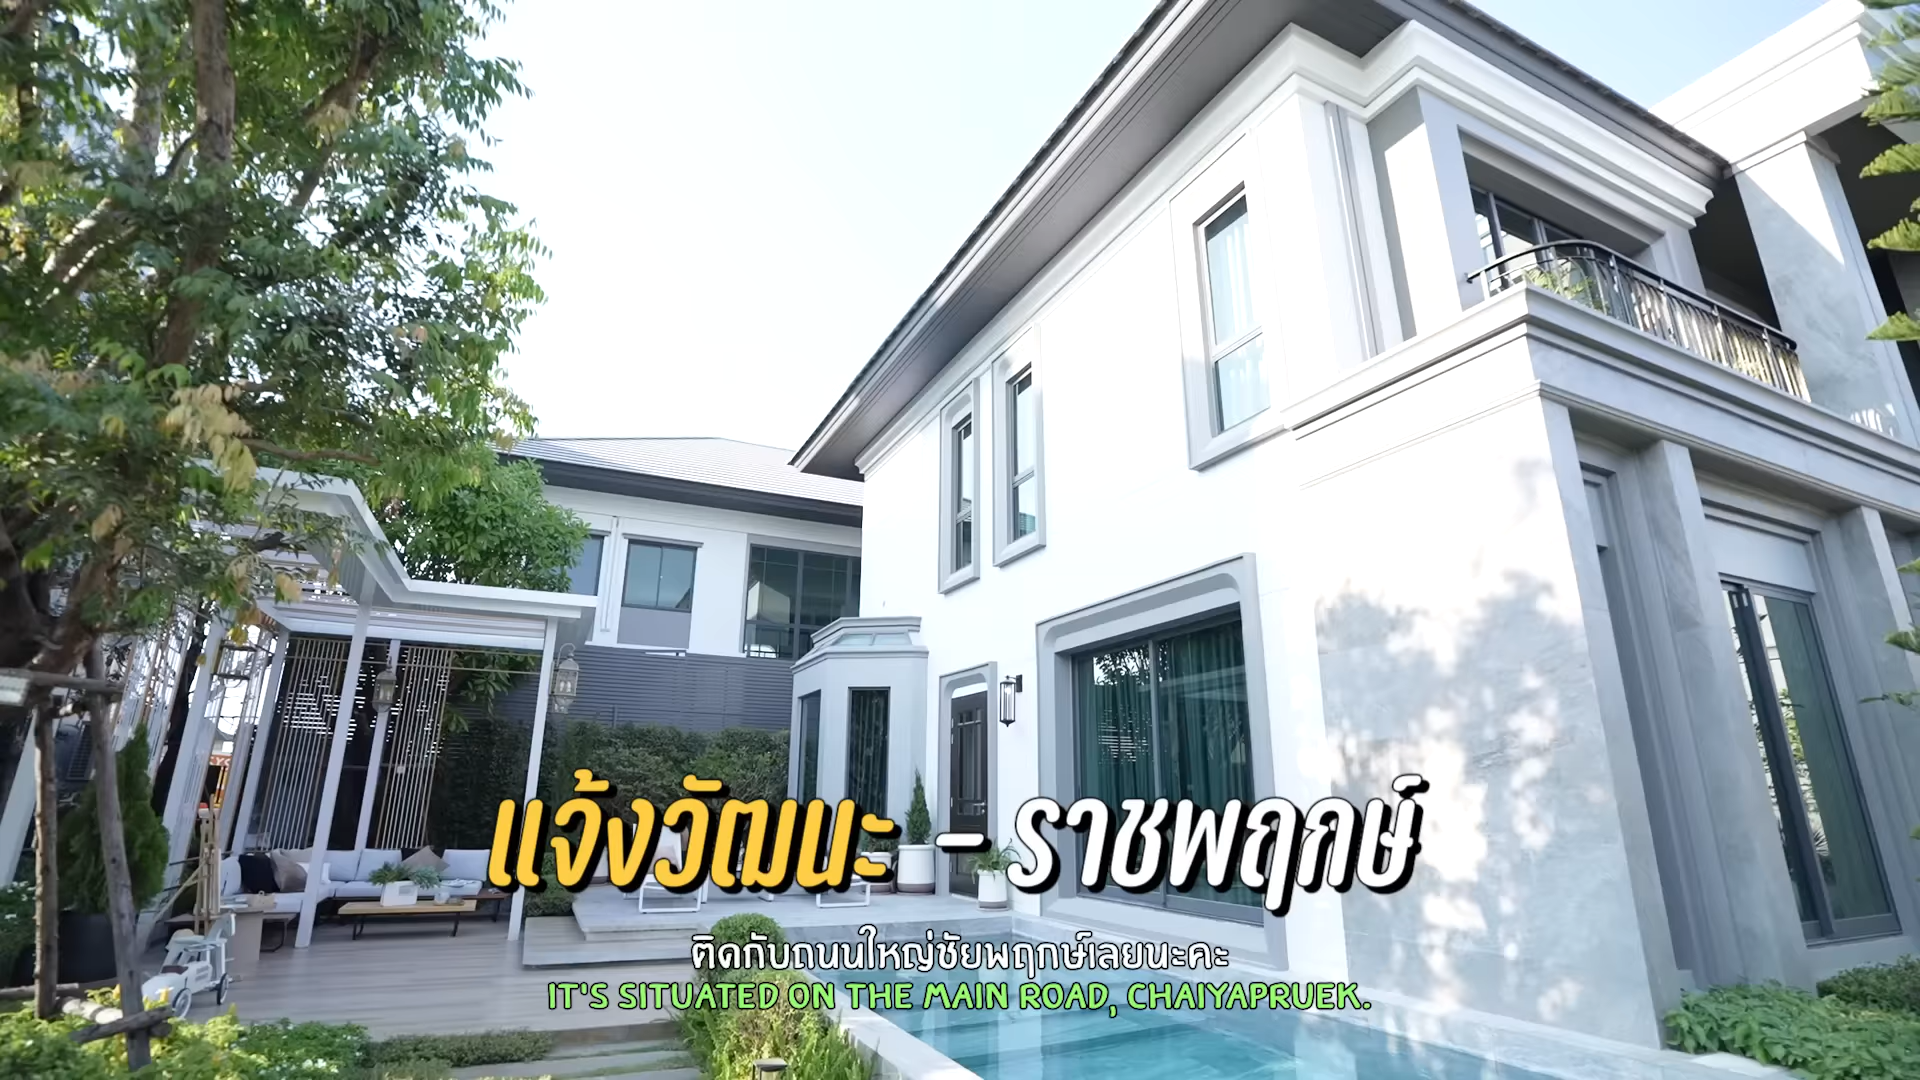 แจ้งวัฒนะ - ราชพฤกษ์
ติดกับถนนใหญ่ชัยพฤกษ์เลยนะคะ
IT'S SITUATED ON THE MAIN ROAD, CHAIYAPRUEK.